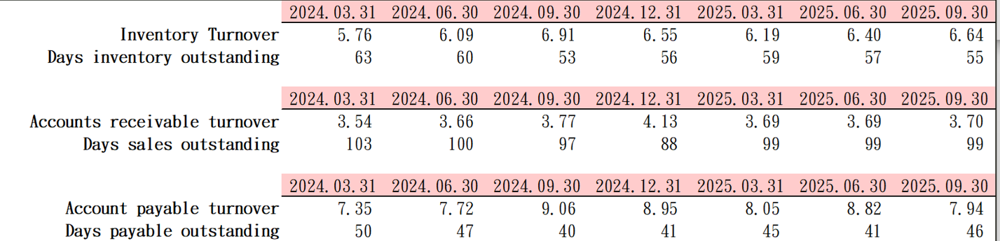 2024.03.31 2024.06.30 2024.09.30 2024.12.31 2025.03.31 2025.06.30 2025.09.30
Inventory Turnover 5.76 6.09 6.91 6.55 6.19 6.40 6.64
Days inventory outstanding 63 60 53 56 59 57 55
2024.03.31 2024.06.30 2024.09.30 2024.12.31 2025.03.31 2025.06.30 2025.09.30
Accounts receivable turnover 3.54 3.66 3.77 4.13 3.69 3.69 3.70
Days sales outstanding 103 100 97 88 99 99 99
2024.03.31 2024.06.30 2024.09.30 2024.12.31 2025.03.31 2025.06.30 2025.09.30
Account payable turnover 7.35 7.72 9.06 8.95 8.05 8.82 7.94
Days payable outstanding 50 47 40 41 45 41 46